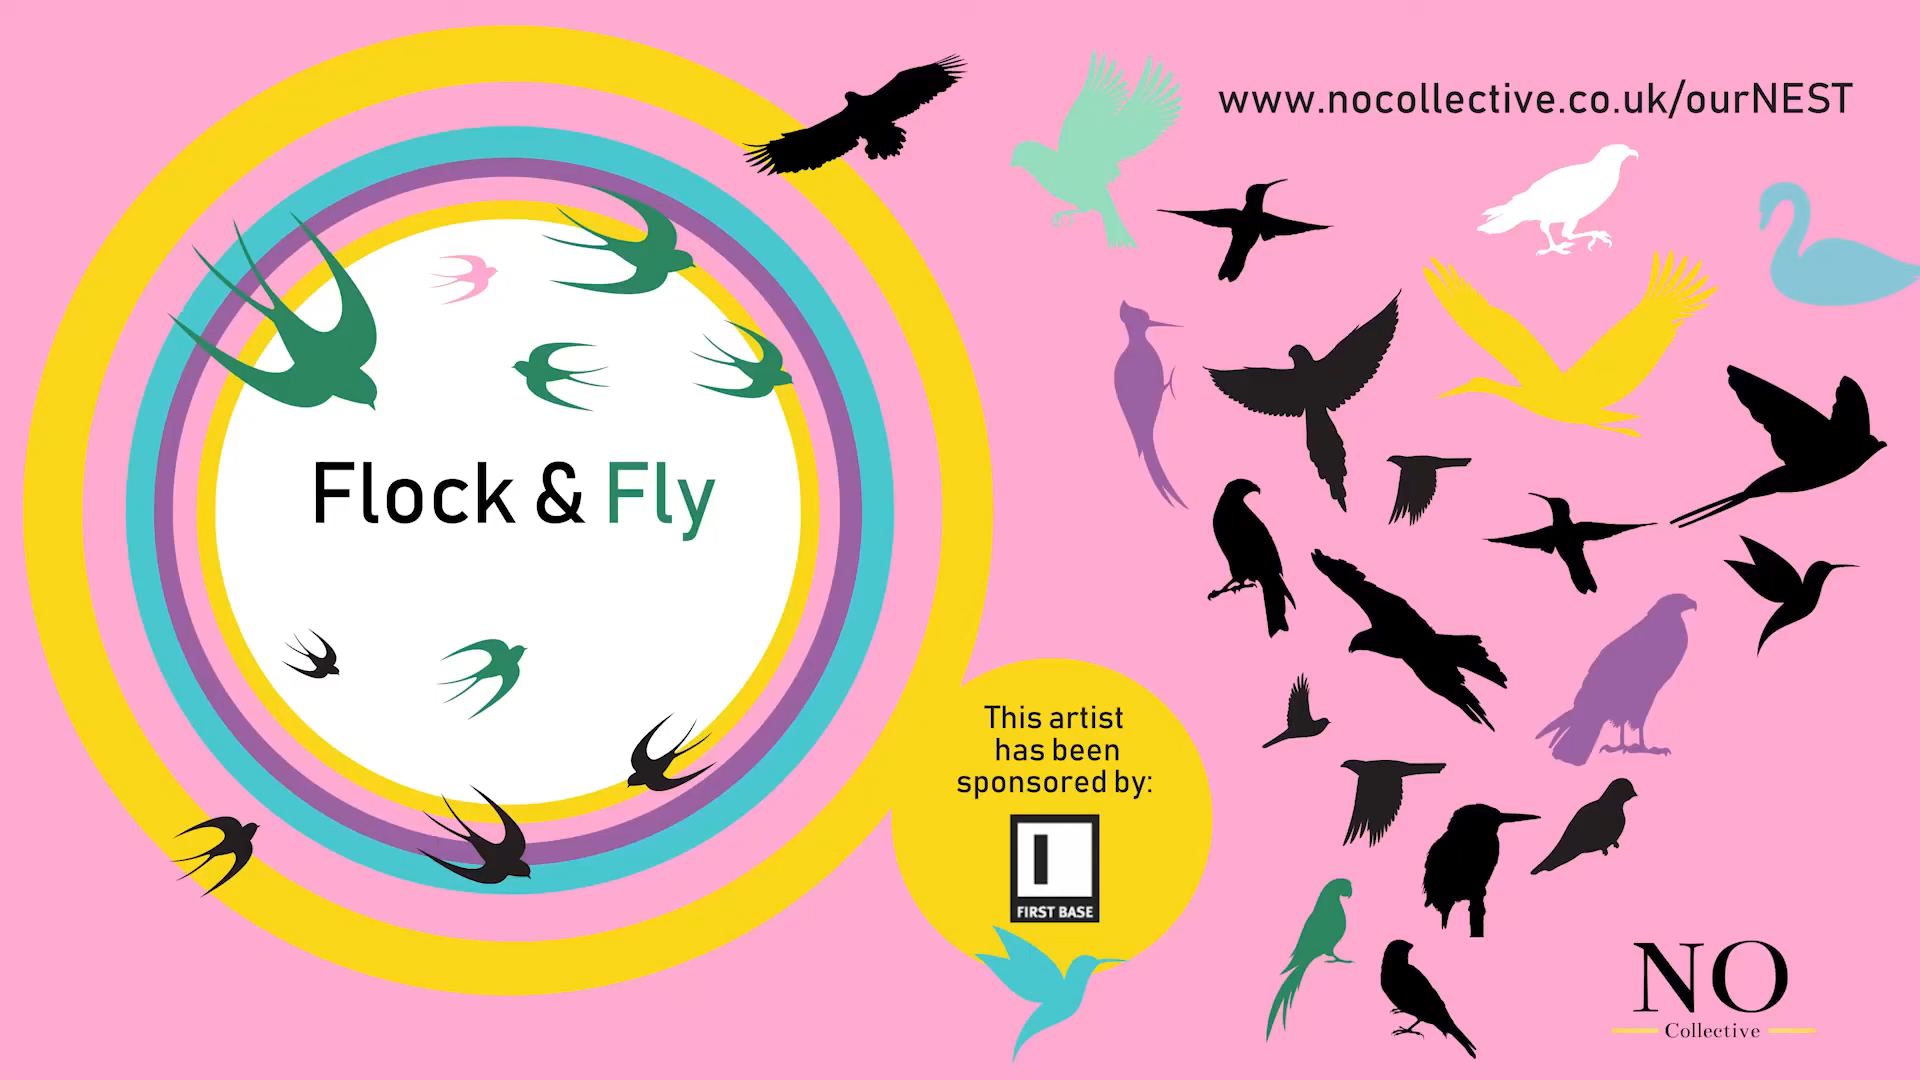 www.nocollective.co.uk/ourNEST
Flock & Fly
This artist
has been
sponsored by:
FIRST BASE
NO
Collective